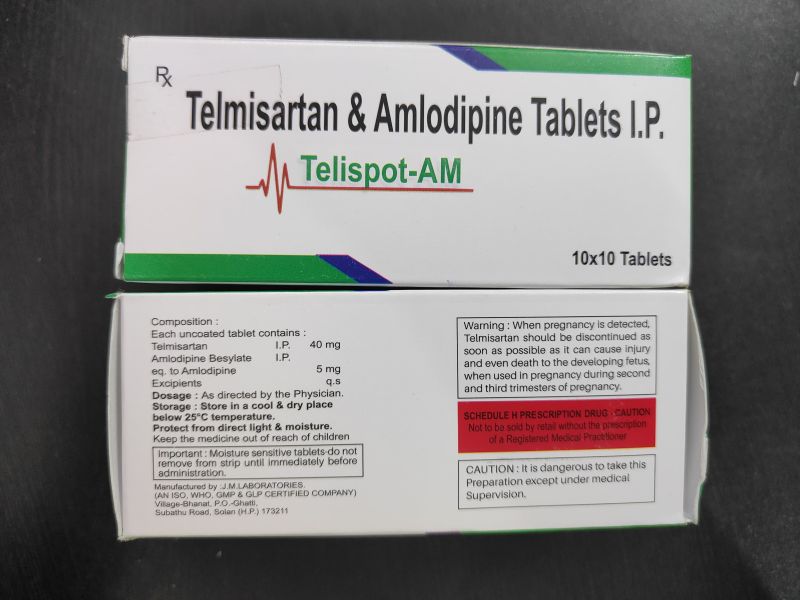 Rx
Telmisartan & Amlodipine Tablets I.P.
Telispot-AM
10x10 Tablets
Composition :
Each uncoated tablet contains :
Telmisartan I.P. 40 mg
Amlodipine Besylate I.P.
eq. to Amlodipine 5 mg
Excipients q.s
Dosage : As directed by the Physician.
Storage : Store in a cool & dry place
below 25°C temperature.
Protect from direct light & moisture.
Keep the medicine out of reach of children
Important : Moisture sensitive tablets-do not
remove from strip until immediately before
administration.
Manufactured by :J.M.LABORATORIES.
(AN ISO, WHO, GMP & GLP CERTIFIED COMPANY)
Village-Bhanat, P.O.-Ghatti,
Subathu Road, Solan (H.P.) 173211
Warning : When pregnancy is detected,
Telmisartan should be discontinued as
soon as possible as it can cause injury
and even death to the developing fetus,
when used in pregnancy during second
and third trimesters of pregnancy.
SCHEDULE H PRESCRIPTION DRUG : CAUTION
Not to be sold by retail without the prescription
of a Registered Medical Practitioner
CAUTION : It is dangerous to take this
Preparation except under medical
Supervision.